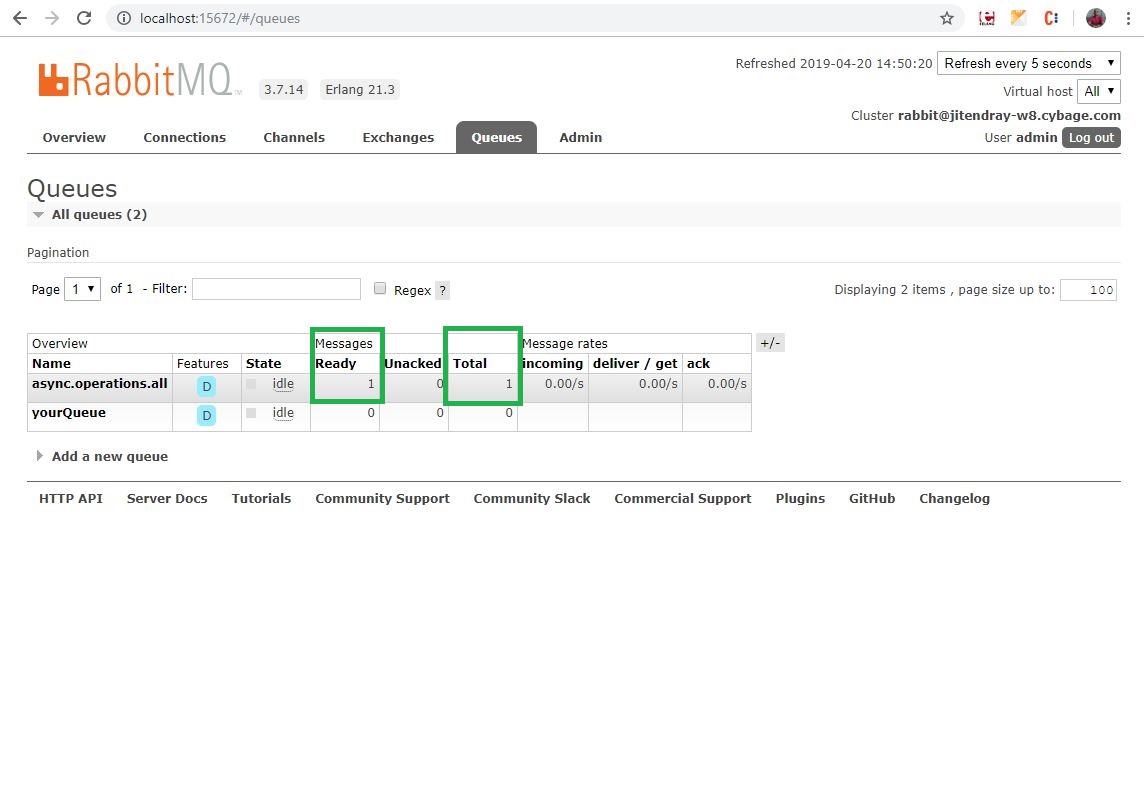 localhost:15672/#/queues
RabbitMQ TM 3.7.14 Erlang 21.3
Refreshed 2019-04-20 14:50:20 Refresh every 5 seconds
Virtual host All
Cluster rabbit@jitendray-w8.cybage.com
User admin Log out
Overview Connections Channels Exchanges Queues Admin
Queues
All queues (2)
Pagination
Page 1 of 1 - Filter: Regex ? Displaying 2 items , page size up to: 100
Overview Messages Message rates +/-
Name Features State Ready Unacked Total incoming deliver / get ack
async.operations.all D idle 1 0 1 0.00/s 0.00/s 0.00/s
yourQueue D idle 0 0 0
Add a new queue
HTTP API Server Docs Tutorials Community Support Community Slack Commercial Support Plugins GitHub Changelog